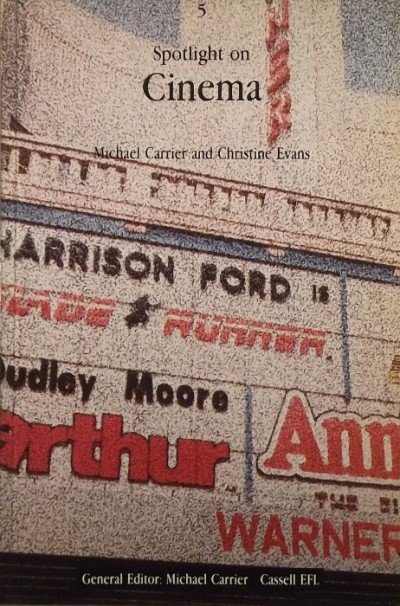 5
Spotlight on
Cinema
Michael Carrier and Christine Evans
HARRISON FORD IS
BLADE RUNNER
Dudley Moore
arthur
Ann
THE
WARNER
General Editor: Michael Carrier Cassell EFL